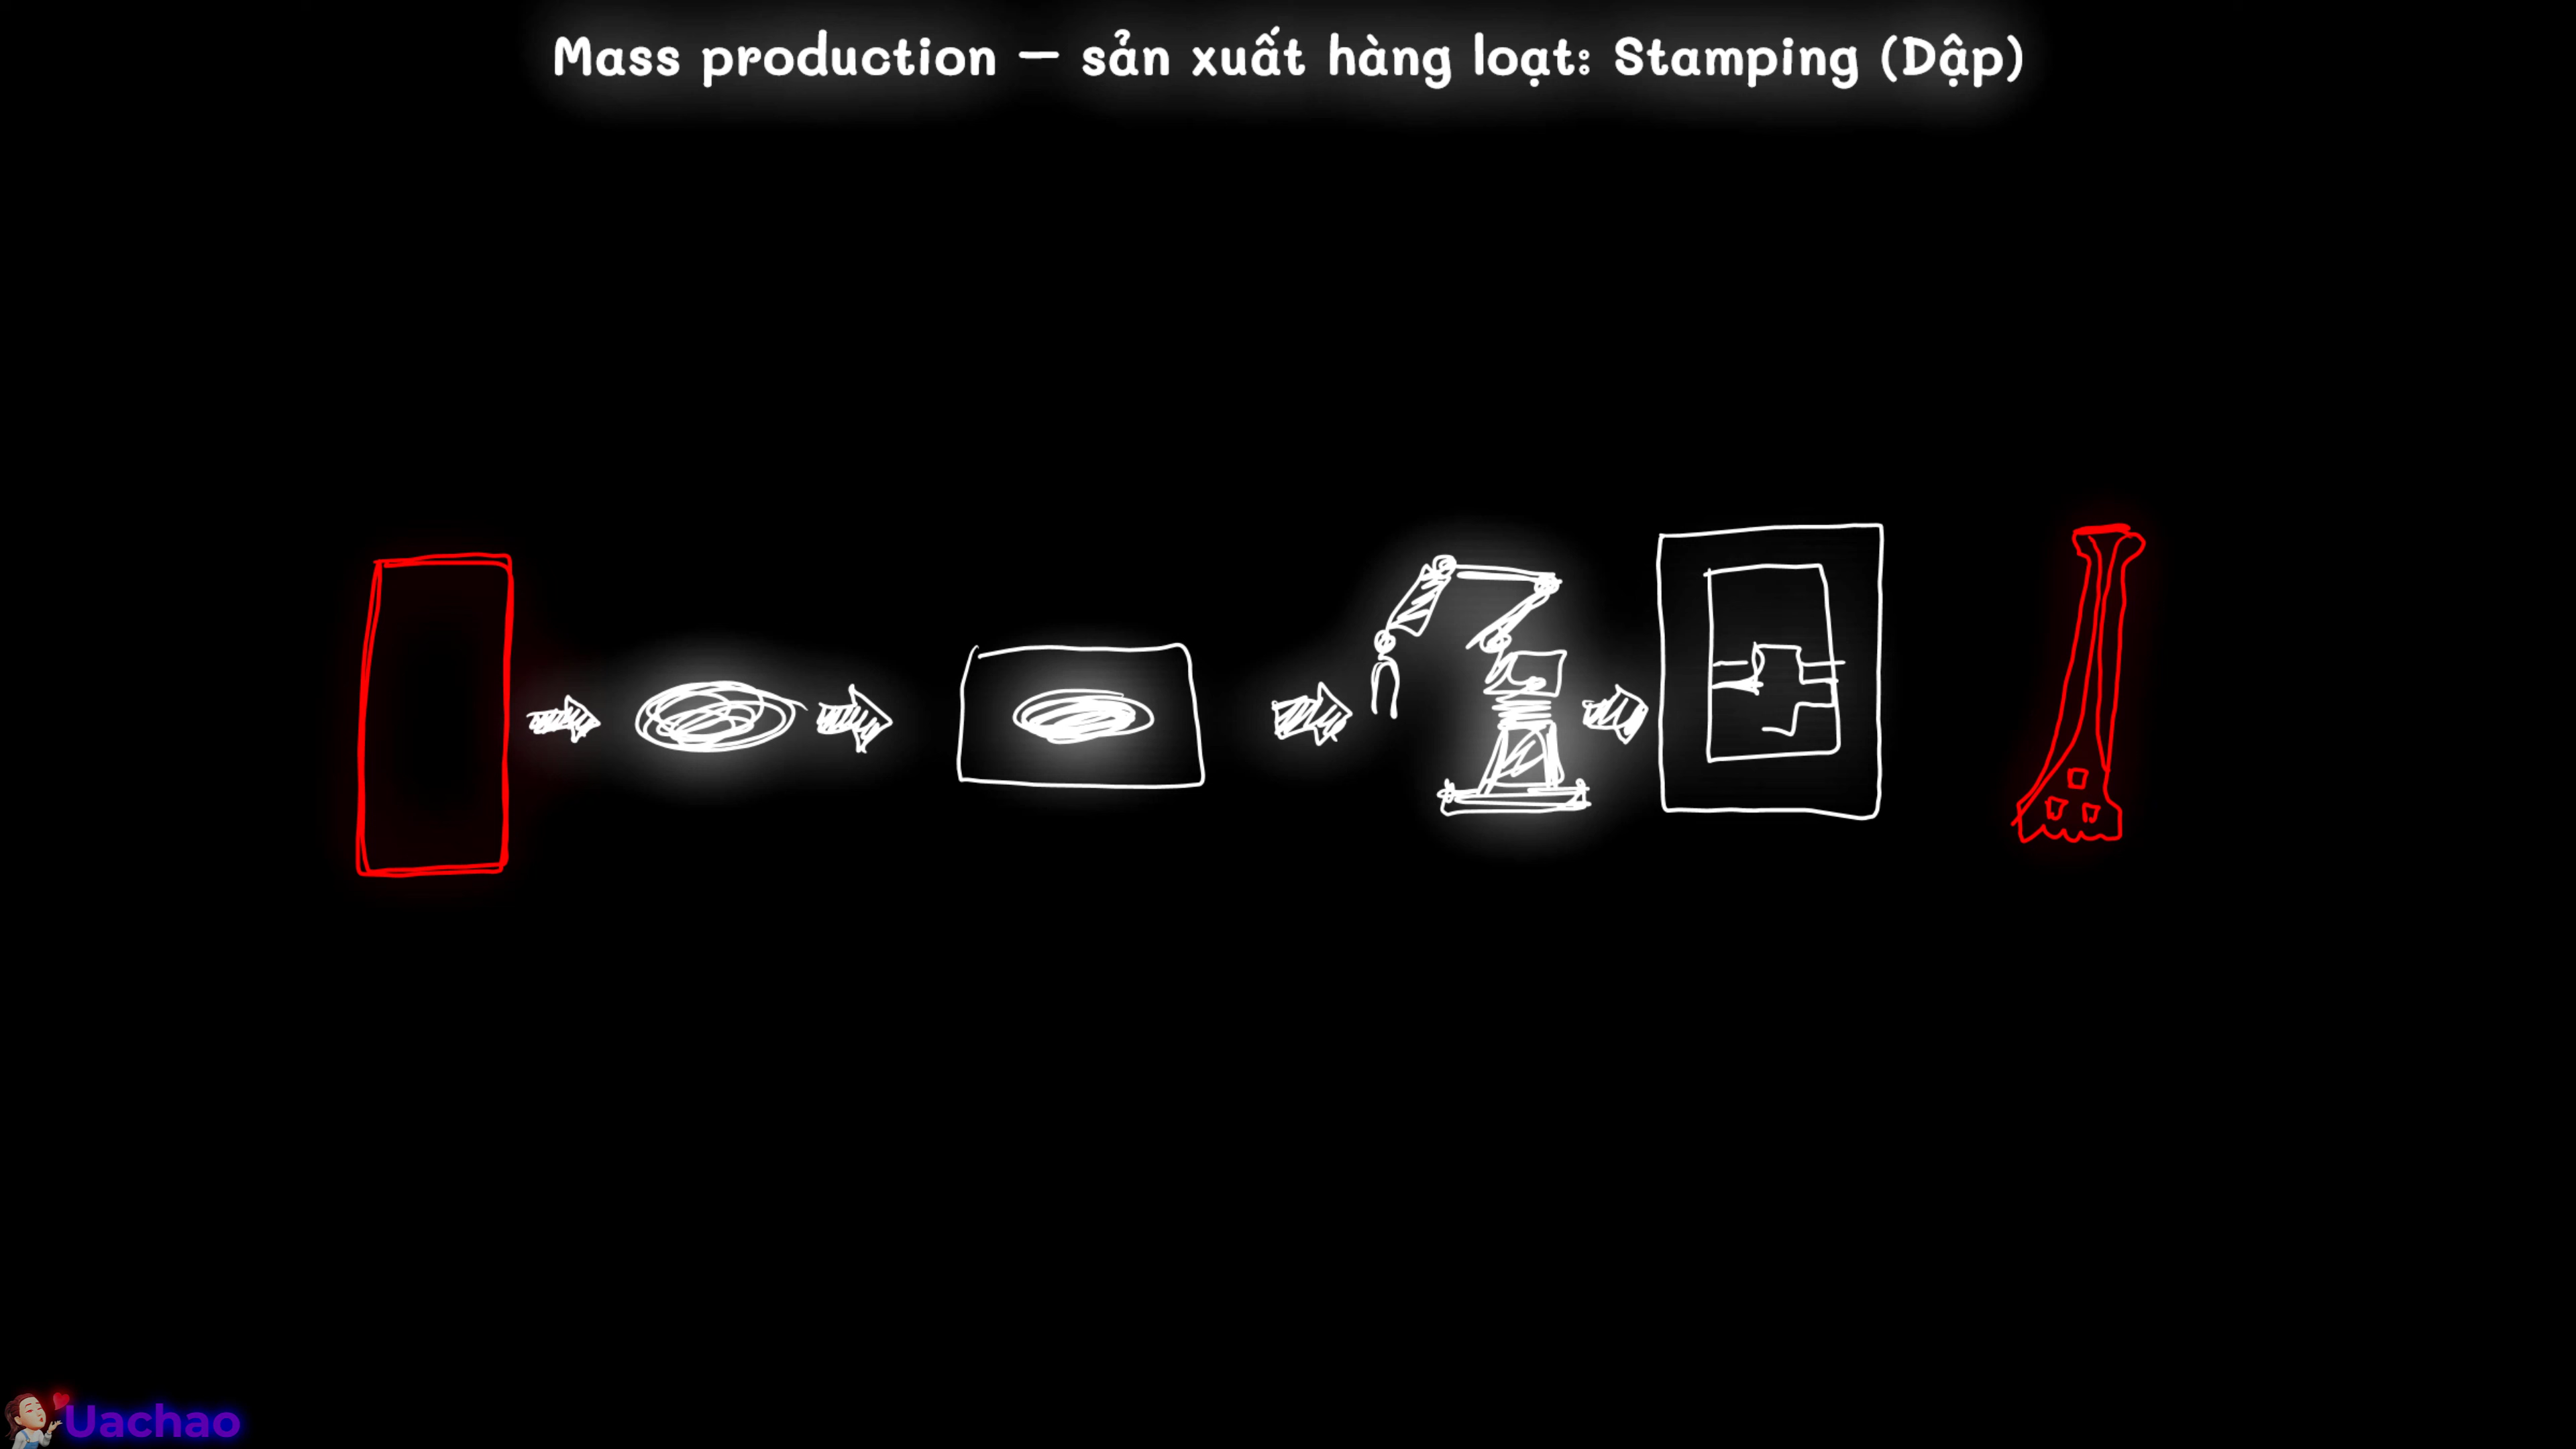 Mass production – sản xuất hàng loạt: Stamping (Dập)
Uachao